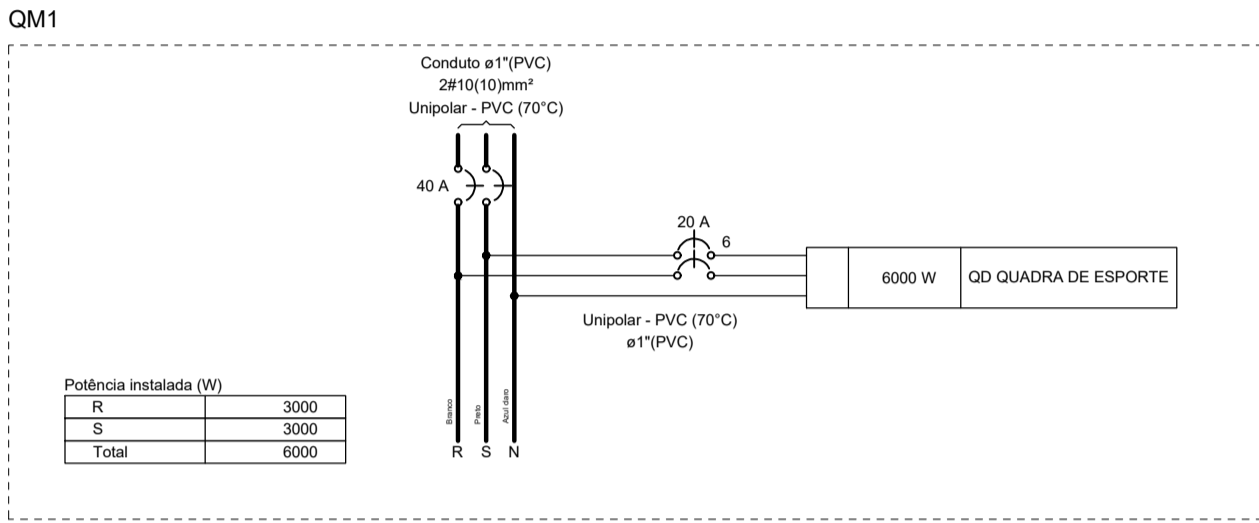 QM1
Conduto ø1"(PVC)
2#10(10)mm²
Unipolar - PVC (70°C)
40 A
20 A
6
6000 W QD QUADRA DE ESPORTE
Unipolar - PVC (70°C)
ø1"(PVC)
Potência instalada (W)
R 3000
S 3000
Total 6000
Branco
Preto
Azul claro
R S N